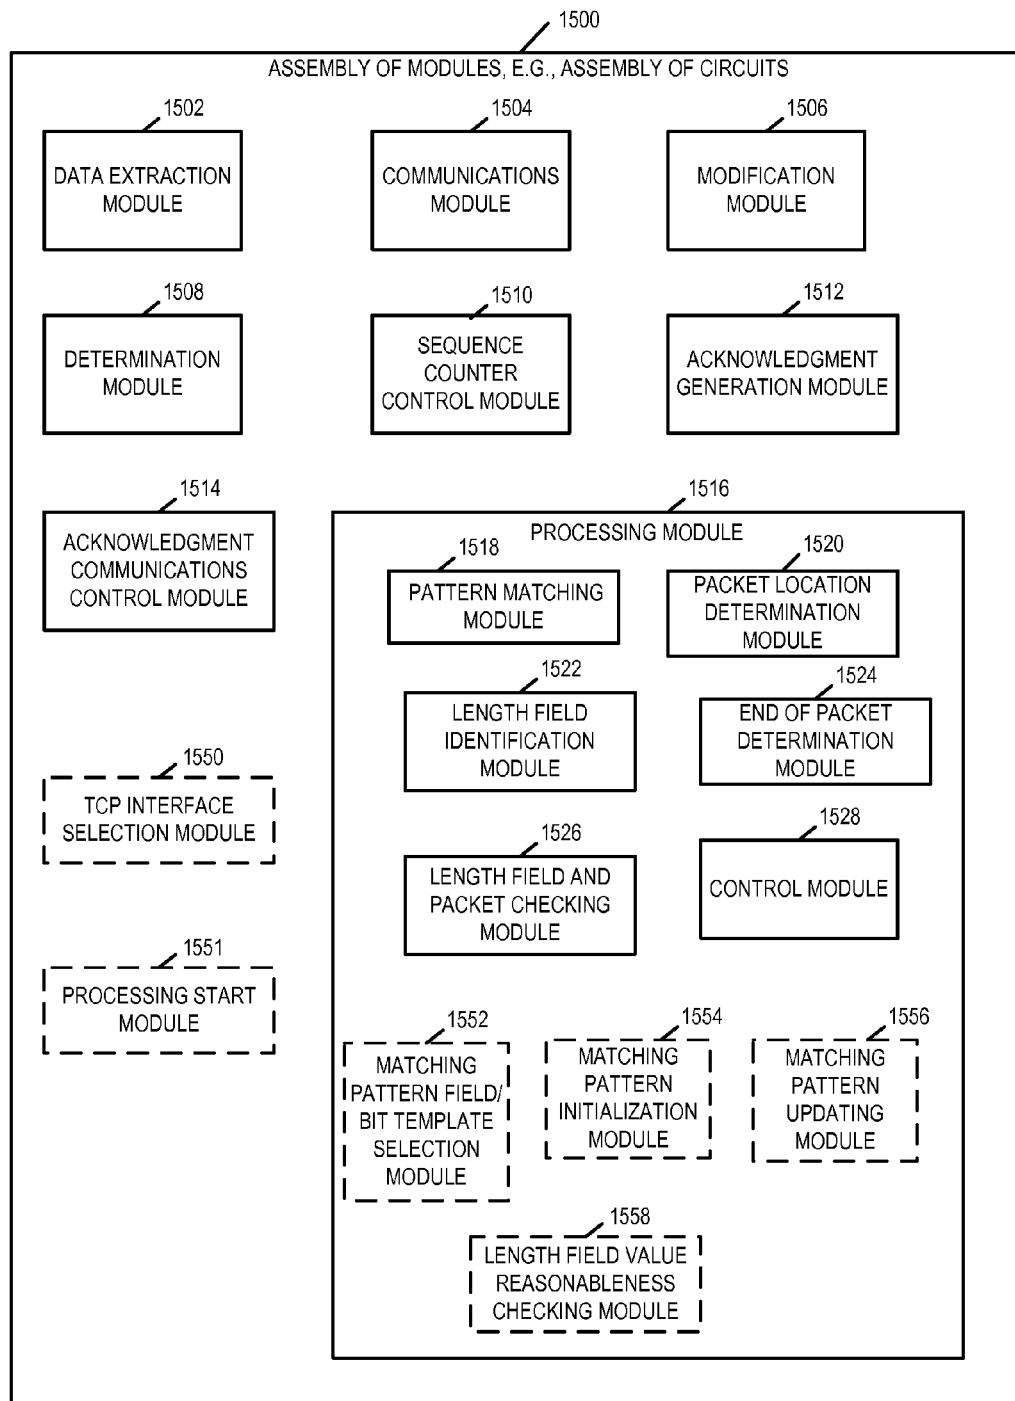 1500
ASSEMBLY OF MODULES, E.G., ASSEMBLY OF CIRCUITS
1502
DATA EXTRACTION
MODULE
1504
COMMUNICATIONS
MODULE
1506
MODIFICATION
MODULE
1508
DETERMINATION
MODULE
1510
SEQUENCE
COUNTER
CONTROL MODULE
1512
ACKNOWLEDGMENT
GENERATION MODULE
1514
ACKNOWLEDGMENT
COMMUNICATIONS
CONTROL MODULE
1516
PROCESSING MODULE
1518
PATTERN MATCHING
MODULE
1520
PACKET LOCATION
DETERMINATION
MODULE
1522
LENGTH FIELD
IDENTIFICATION
MODULE
1524
END OF PACKET
DETERMINATION
MODULE
1550
TCP INTERFACE
SELECTION MODULE
1526
LENGTH FIELD AND
PACKET CHECKING
MODULE
1528
CONTROL MODULE
1551
PROCESSING START
MODULE
1552
MATCHING
PATTERN FIELD/
BIT TEMPLATE
SELECTION
MODULE
1554
MATCHING
PATTERN
INITIALIZATION
MODULE
1556
MATCHING
PATTERN
UPDATING
MODULE
1558
LENGTH FIELD VALUE
REASONABLENESS
CHECKING MODULE